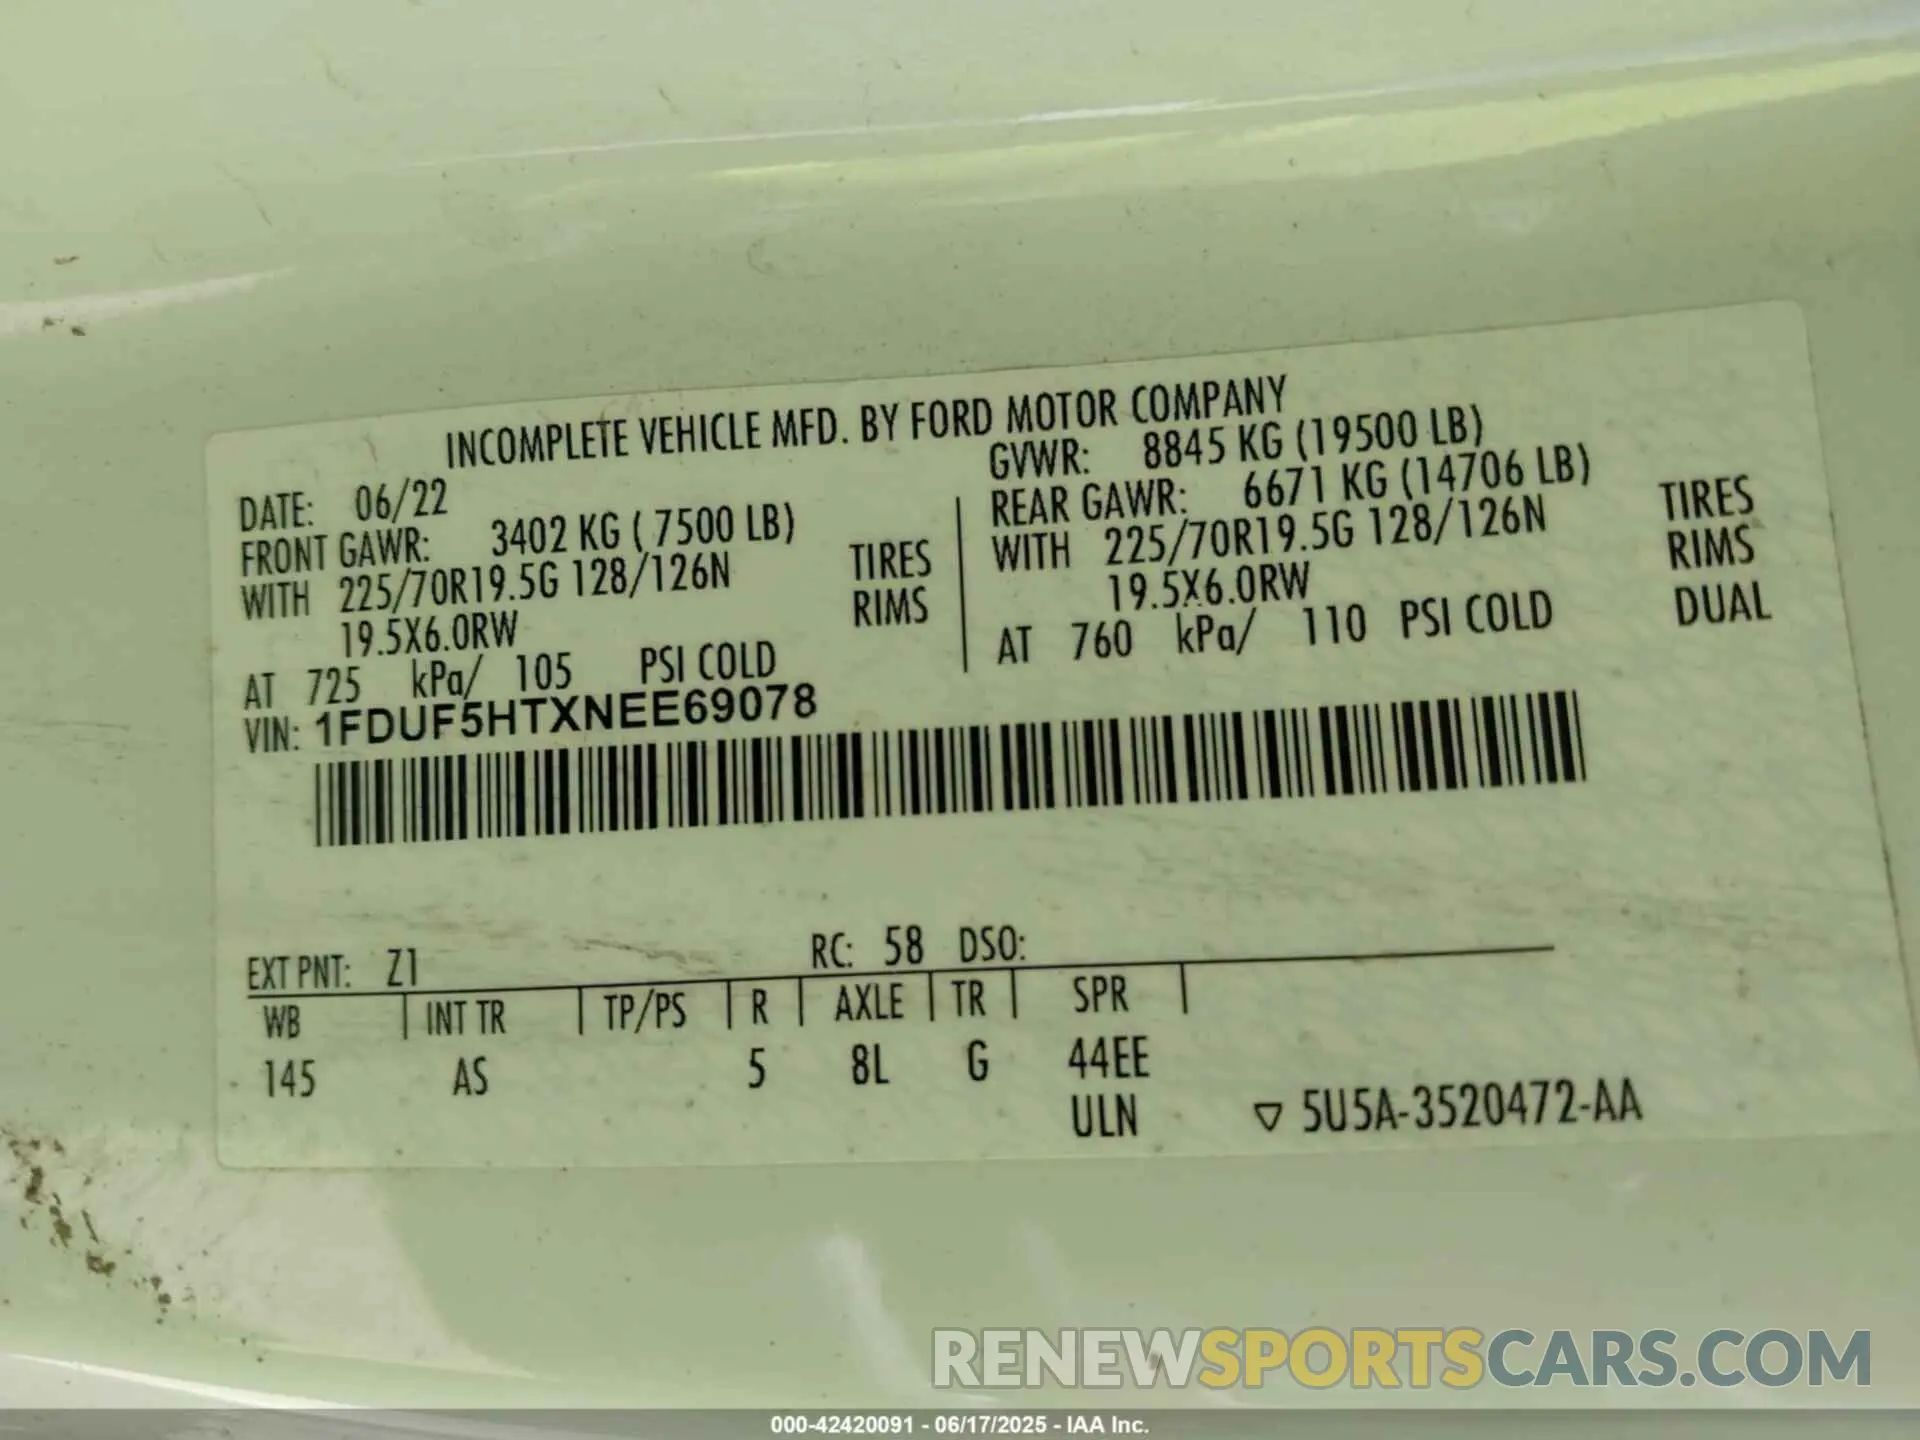 INCOMPLETE VEHICLE MFD. BY FORD MOTOR COMPANY
DATE: 06/22
FRONT GAWR: 3402 KG ( 7500 LB)
WITH 225/70R19.5G 128/126N TIRES
19.5X6.0RW RIMS
AT 725 kPa/ 105 PSI COLD
GVWR: 8845 KG (19500 LB)
REAR GAWR: 6671 KG (14706 LB)
WITH 225/70R19.5G 128/126N TIRES
19.5X6.0RW RIMS
AT 760 kPa/ 110 PSI COLD DUAL
VIN: 1FDUF5HTXNEE69078
EXT PNT: Z1 RC: 58 DSO:
WB INT TR TP/PS R AXLE TR SPR
145 AS 5 8L G 44EE
ULN ▽ 5U5A-3520472-AA
RENEWSPORTSCARS.COM
000-42420091 - 06/17/2025 - IAA Inc.